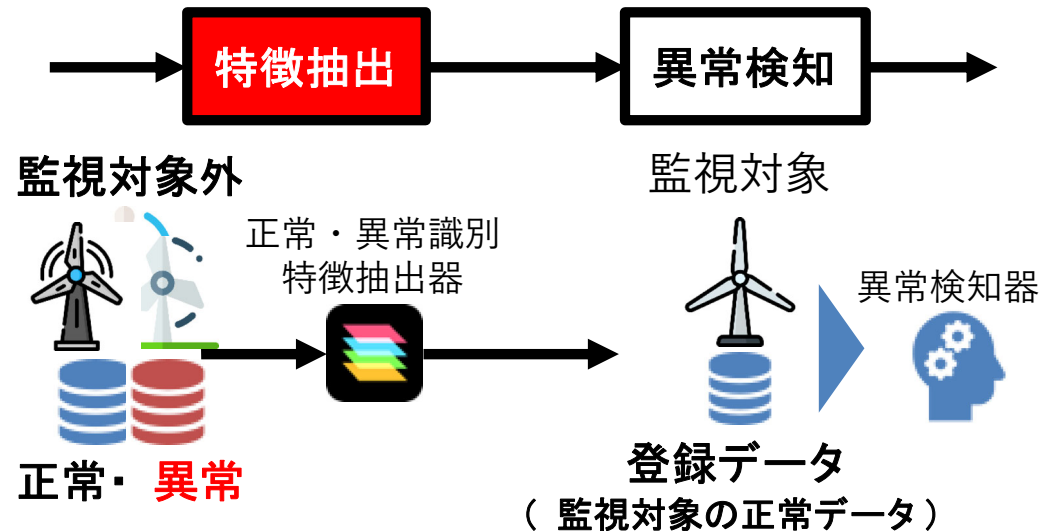 特徴抽出
異常検知
監視対象外
監視対象
正常・異常識別
特徴抽出器
異常検知器
正常・異常
登録データ
（監視対象の正常データ）